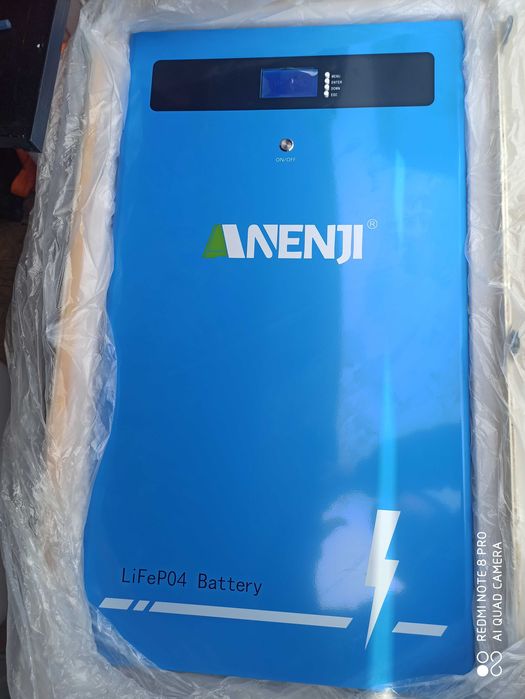 MENU
ENTER
DOWN
ESC
ON/OFF
ANENJI®
LiFePO4 Battery
REDMI NOTE 8 PRO
AI QUAD CAMERA